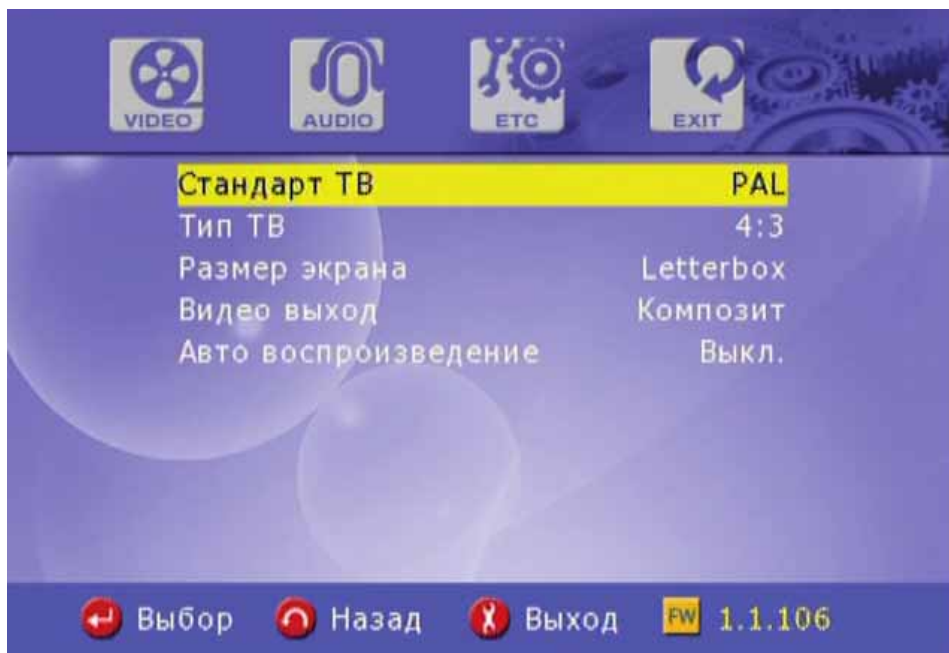 VIDEO AUDIO ETC EXIT
Стандарт ТВ PAL
Тип ТВ 4:3
Размер экрана Letterbox
Видео выход Композит
Авто воспроизведение Выкл.
Выбор Назад Выход FW 1.1.106